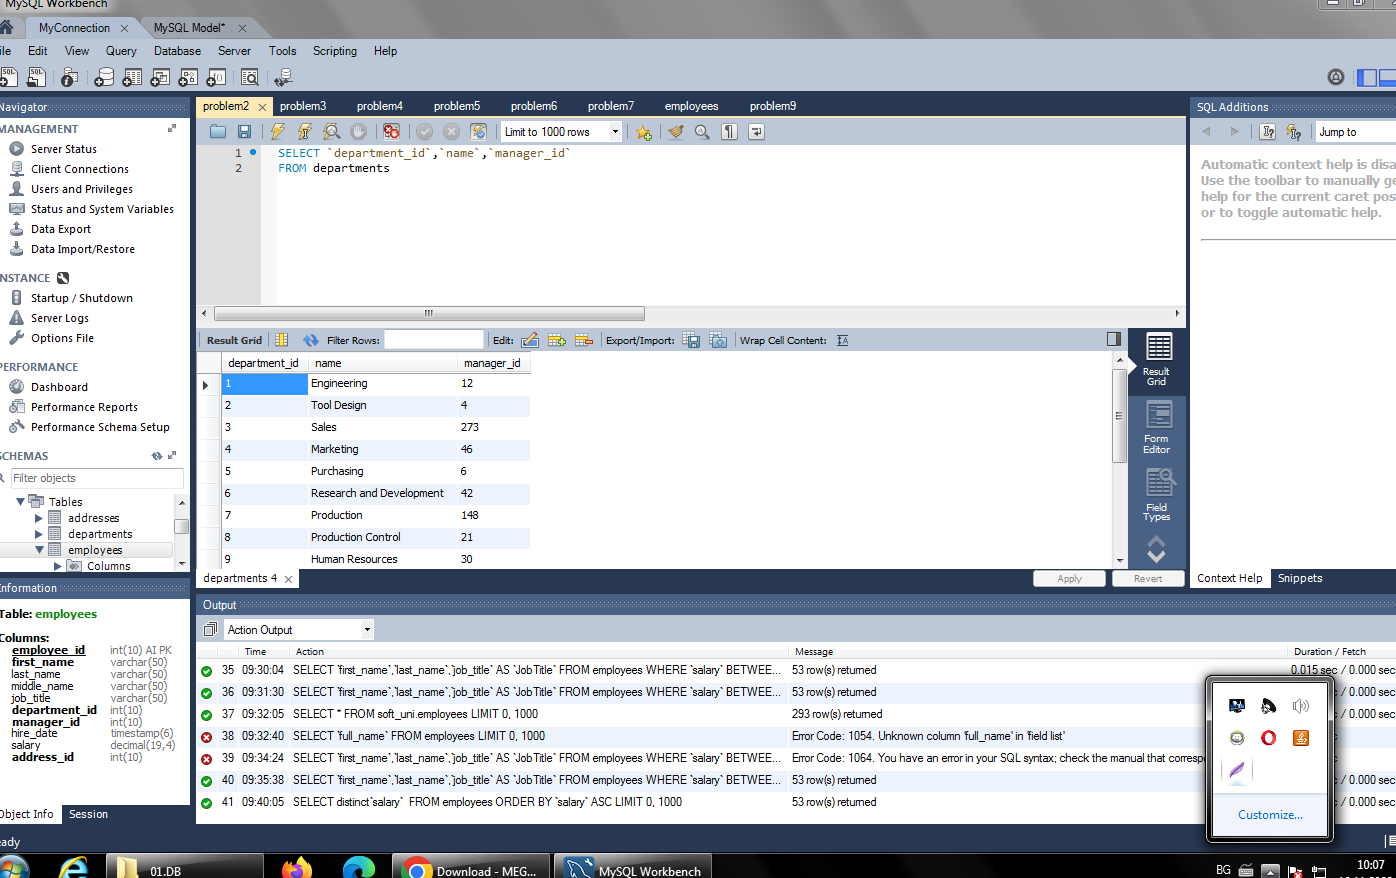 MySQL Workbench
MyConnection
MySQL Model*
Edit View Query Database Server Tools Scripting Help
Navigator
MANAGEMENT
Server Status
Client Connections
Users and Privileges
Status and System Variables
Data Export
Data Import/Restore
INSTANCE
Startup / Shutdown
Server Logs
Options File
PERFORMANCE
Dashboard
Performance Reports
Performance Schema Setup
SCHEMAS
Filter objects
Tables
addresses
departments
employees
Columns
Information
Table: employees
Columns:
employee_id int(10) AI PK
first_name varchar(50)
last_name varchar(50)
middle_name varchar(50)
job_title varchar(50)
department_id int(10)
manager_id int(10)
hire_date timestamp(6)
salary decimal(19,4)
address_id int(10)
Object Info Session
problem2 problem3 problem4 problem5 problem6 problem7 employees problem9
Limit to 1000 rows
1 SELECT `department_id`,`name`,`manager_id`
2 FROM departments
Result Grid Filter Rows: Edit: Export/Import: Wrap Cell Content:
department_id name manager_id
1 Engineering 12
2 Tool Design 4
3 Sales 273
4 Marketing 46
5 Purchasing 6
6 Research and Development 42
7 Production 148
8 Production Control 21
9 Human Resources 30
Result
Grid
Form
Editor
Field
Types
departments 4
Apply Revert
SQL Additions
Jump to
Automatic context help is disa
Use the toolbar to manually ge
help for the current caret pos
or to toggle automatic help.
Context Help Snippets
Output
Action Output
Time Action Message Duration / Fetch
35 09:30:04 SELECT `first_name`,`last_name`,`job_title` AS `JobTitle` FROM employees WHERE `salary` BETWEE... 53 row(s) returned 0.015 sec / 0.000 sec
36 09:31:30 SELECT `first_name`,`last_name`,`job_title` AS `JobTitle` FROM employees WHERE `salary` BETWEE... 53 row(s) returned / 0.000 sec
37 09:32:05 SELECT * FROM soft_uni.employees LIMIT 0, 1000 293 row(s) returned / 0.000 sec
38 09:32:40 SELECT `full_name` FROM employees LIMIT 0, 1000 Error Code: 1054. Unknown column 'full_name' in 'field list'
39 09:34:24 SELECT `first_name`,`last_name`,`job_title` AS `JobTitle` FROM employees WHERE `salary` BETWEE... Error Code: 1064. You have an error in your SQL syntax; check the manual that corresp
40 09:35:38 SELECT `first_name`,`last_name`,`job_title` AS `JobTitle` FROM employees WHERE `salary` BETWEE... 53 row(s) returned / 0.000 sec
41 09:40:05 SELECT distinct`salary` FROM employees ORDER BY `salary` ASC LIMIT 0, 1000 53 row(s) returned / 0.000 sec
Customize...
01.DB
Download - MEG...
MySQL Workbench
BG
10:07